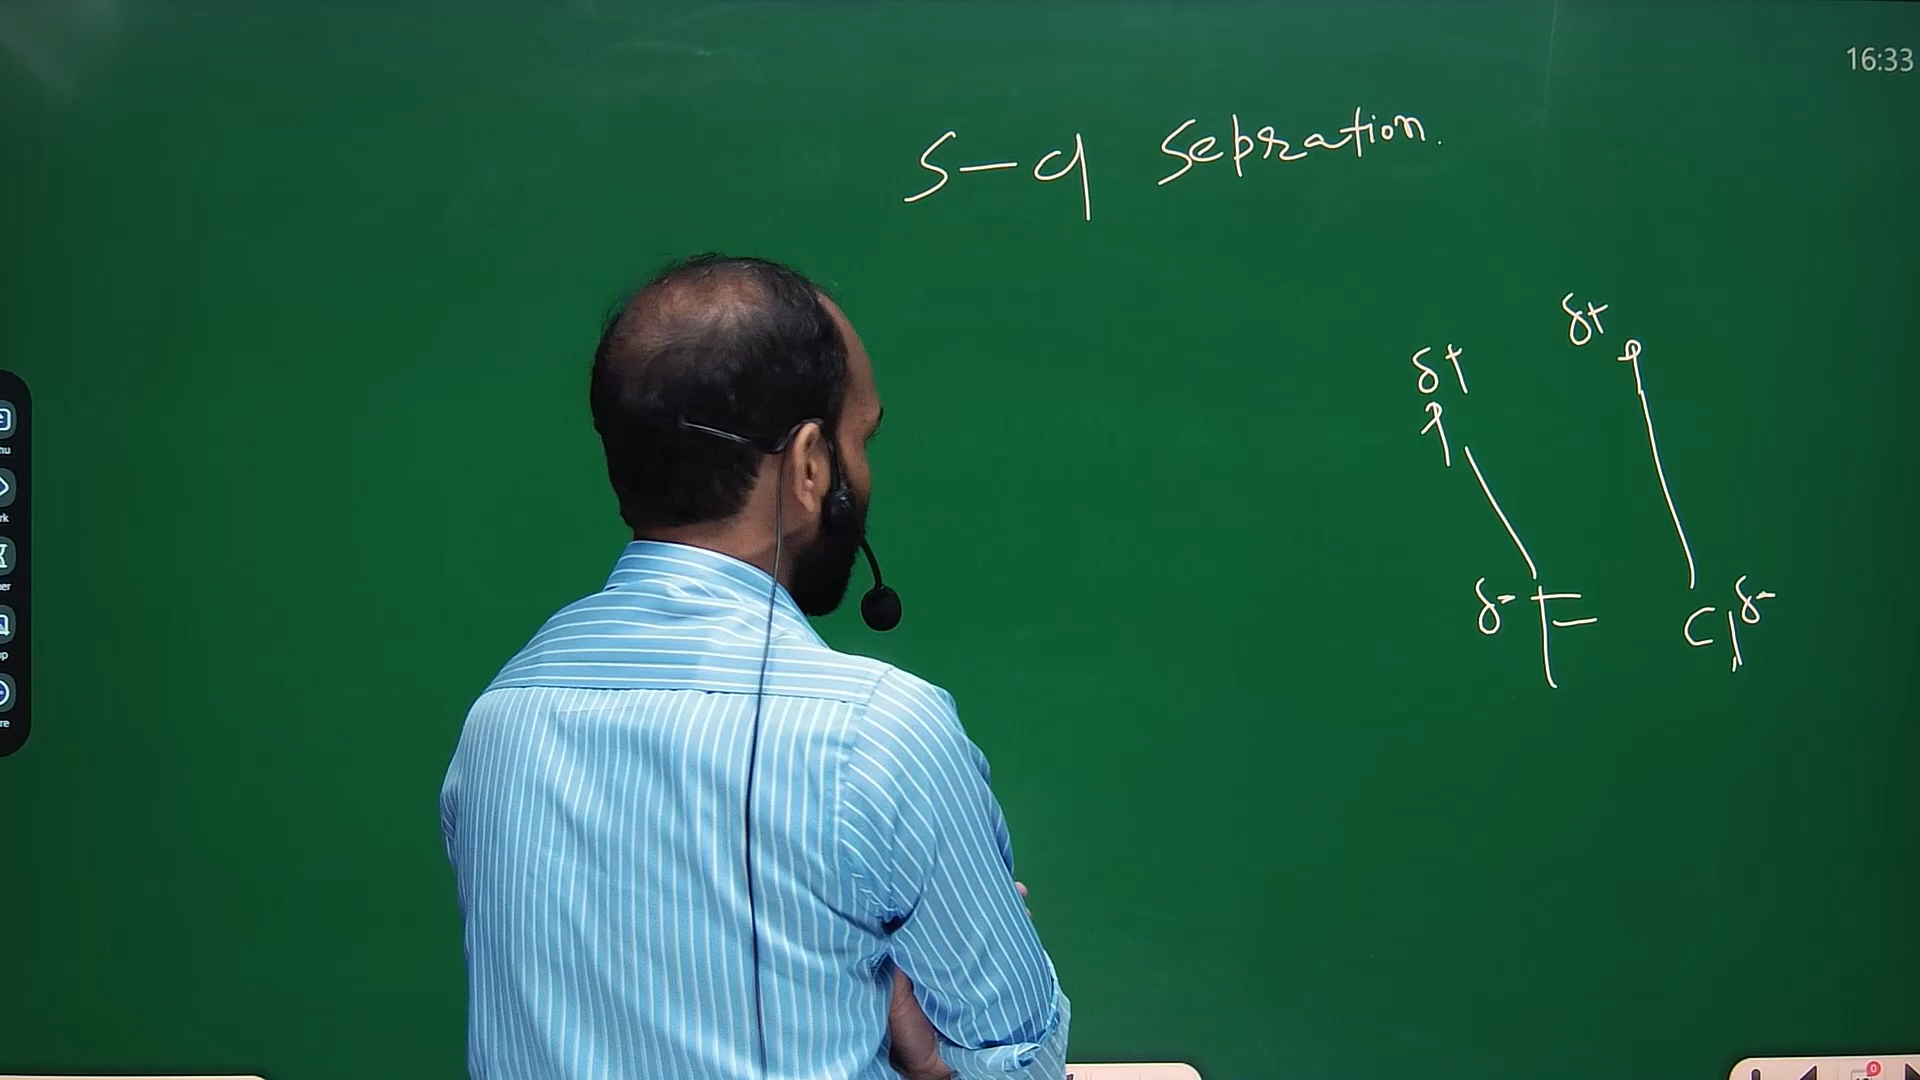 16:33
S-q Sepration.
δ+ δ+
δ- F Cl δ-